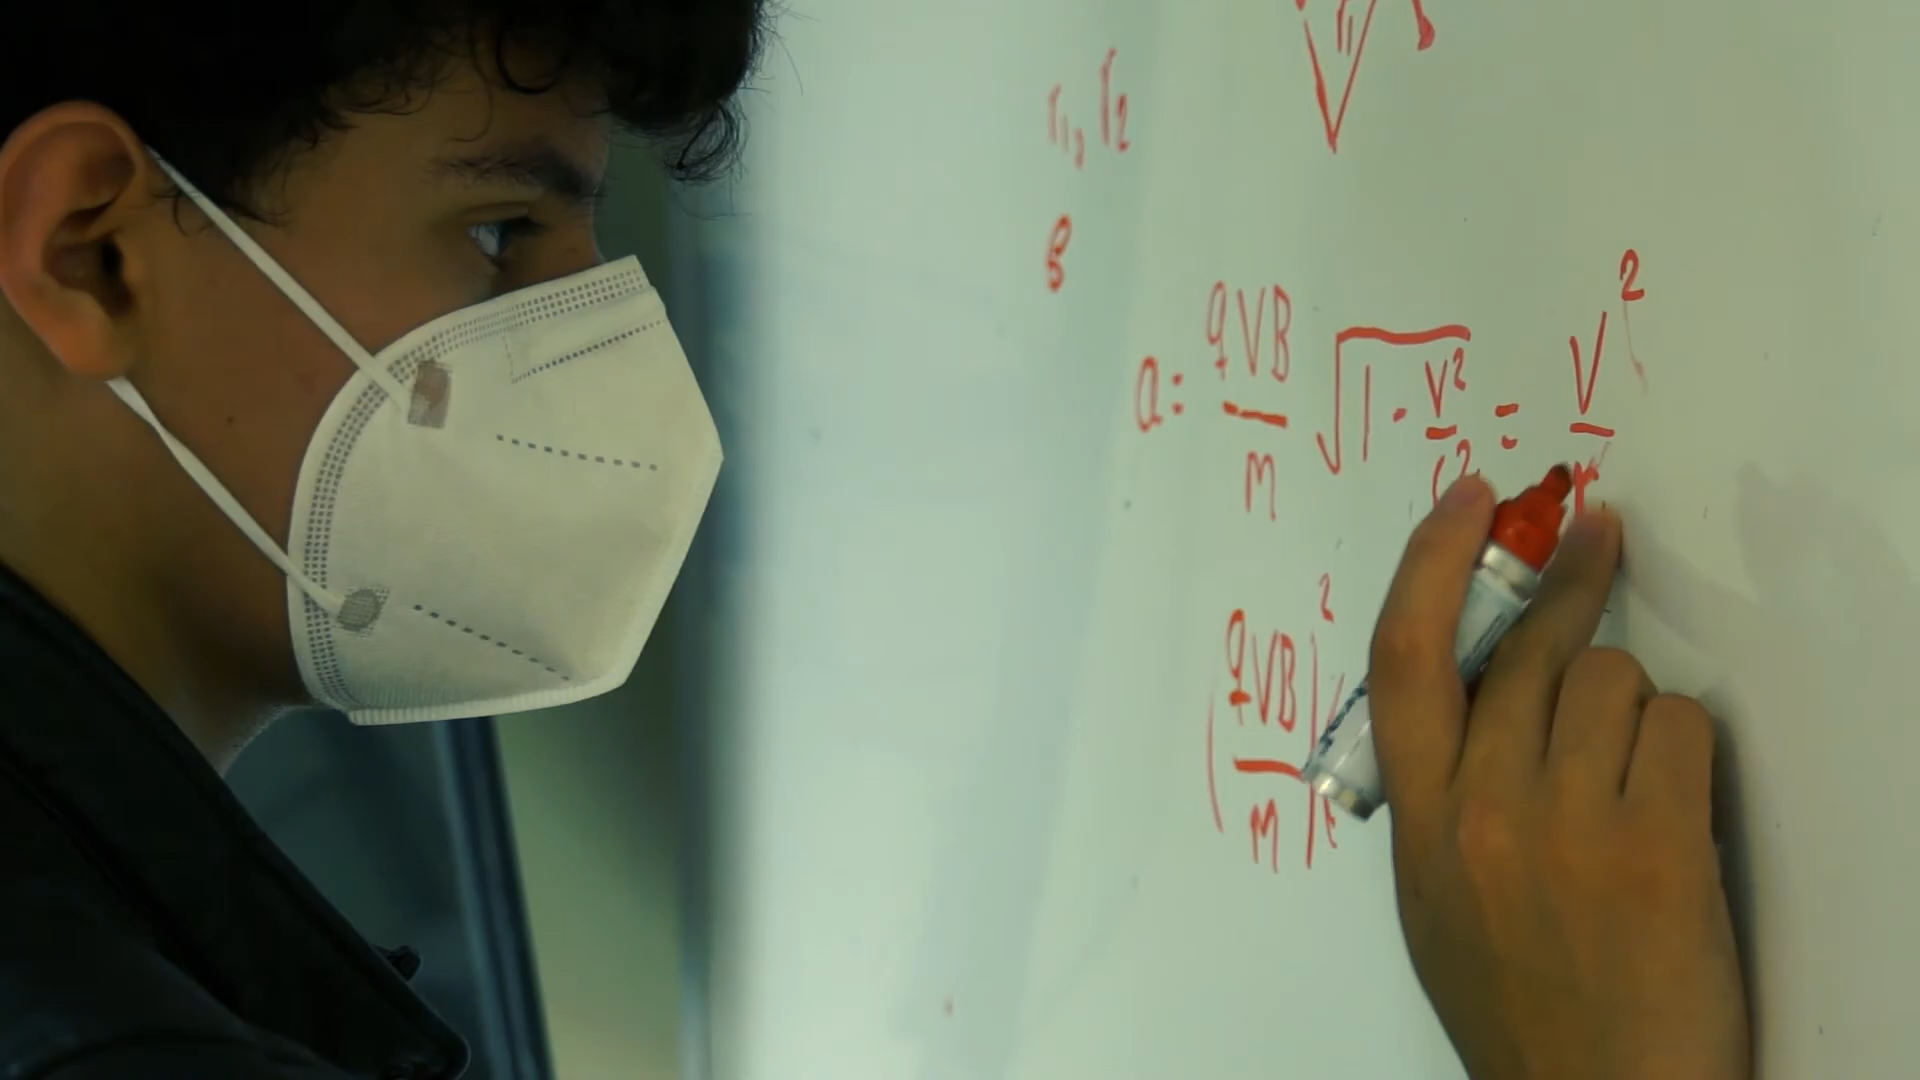 r₁, r₂
B
a = qVB/m √(1 - V²/c²) = V²/r
(qVB/m)² (